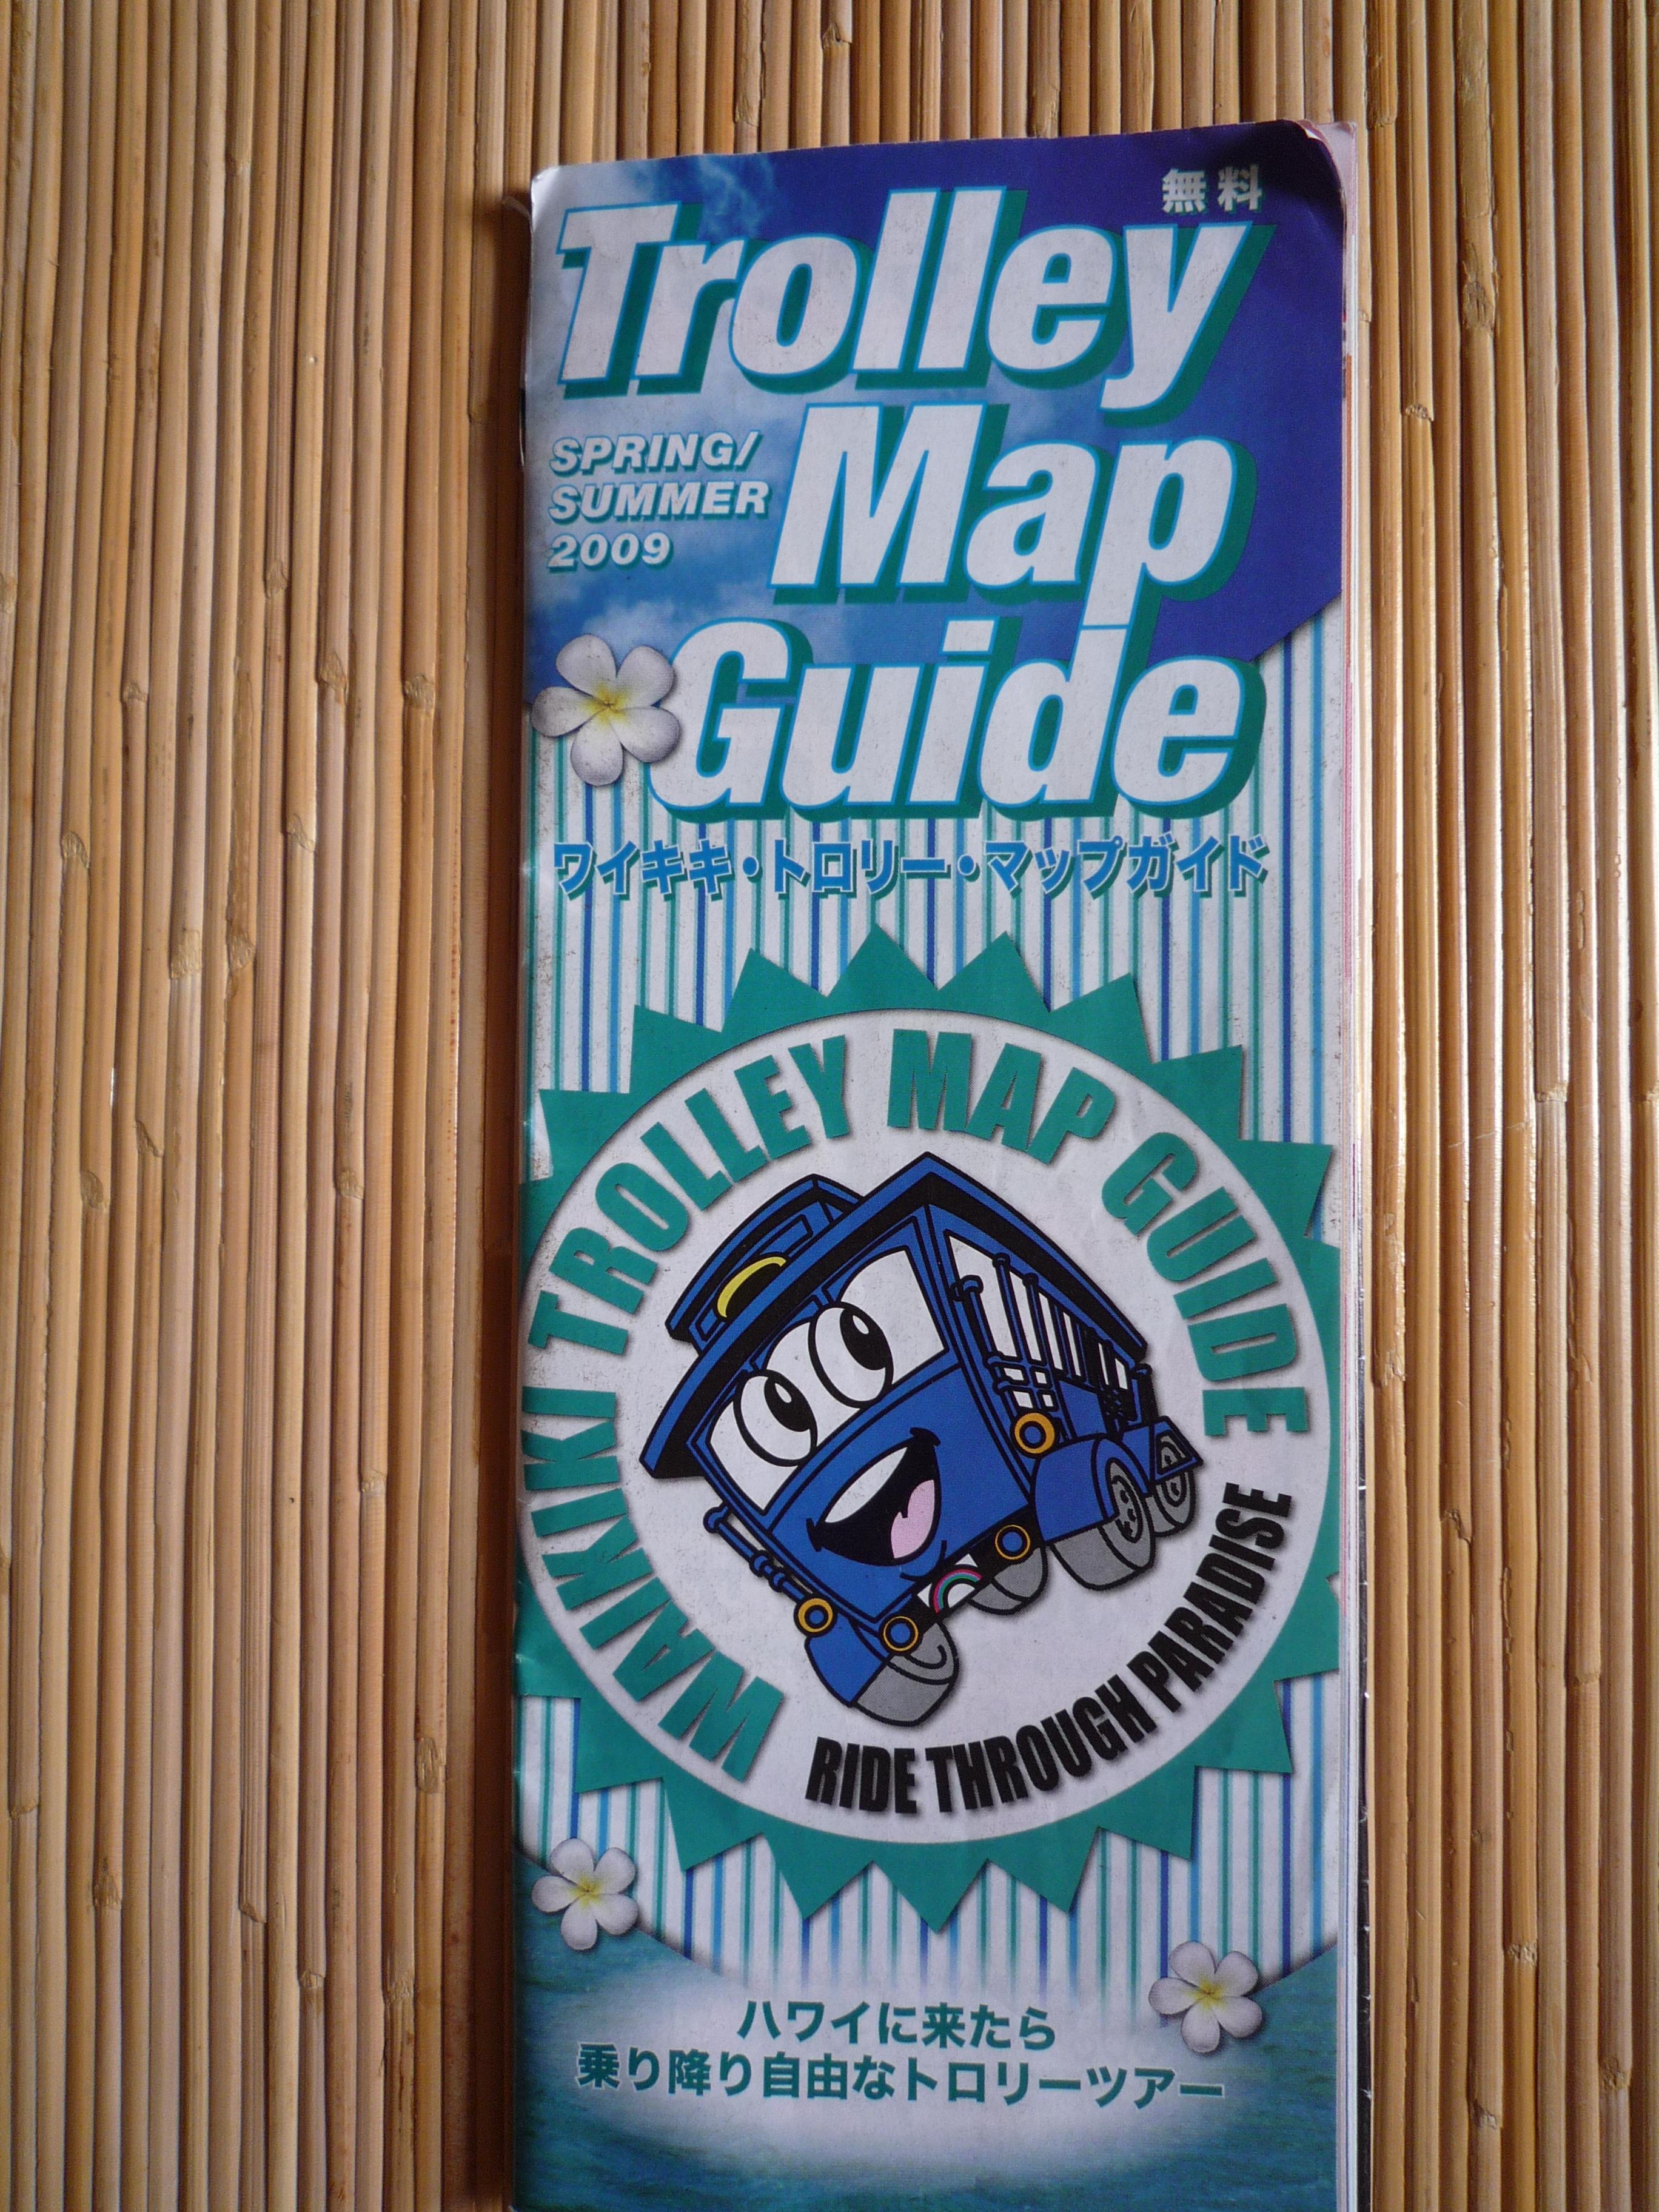 無料
Trolley
SPRING/
SUMMER
2009
Map
Guide
ワイキキ・トロリー・マップガイド
WAIKIKI TROLLEY MAP GUIDE
RIDE THROUGH PARADISE
ハワイに来たら
乗り降り自由なトロリーツアー